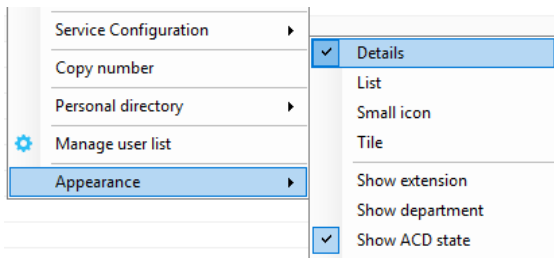 Service Configuration
Copy number
Personal directory
Manage user list
Appearance
Details
List
Small icon
Tile
Show extension
Show department
Show ACD state